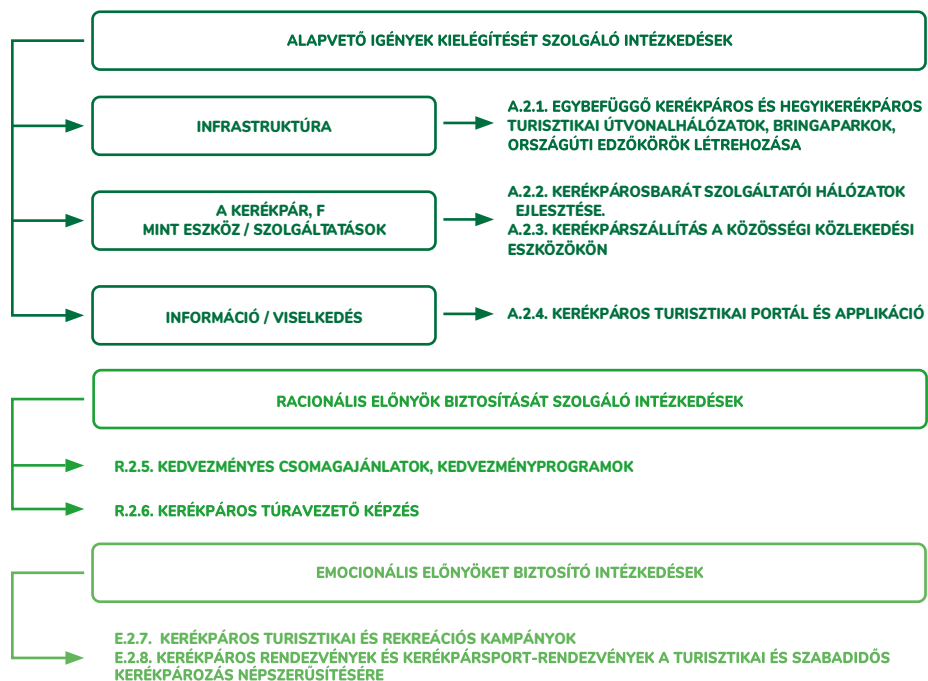 ALAPVETŐ IGÉNYEK KIELÉGÍTÉSÉT SZOLGÁLÓ INTÉZKEDÉSEK
INFRASTRUKTÚRA
A.2.1. EGYBEFÜGGŐ KERÉKPÁROS ÉS HEGYIKERÉKPÁROS
TURISZTIKAI ÚTVONALHÁLÓZATOK, BRINGAPARKOK,
ORSZÁGÚTI EDZŐKÖRÖK LÉTREHOZÁSA
A KERÉKPÁR, F
MINT ESZKÖZ / SZOLGÁLTATÁSOK
A.2.2. KERÉKPÁROSBARÁT SZOLGÁLTATÓI HÁLÓZATOK
EJLESZTÉSE.
A.2.3. KERÉKPÁRSZÁLLÍTÁS A KÖZÖSSÉGI KÖZLEKEDÉSI
ESZKÖZÖKÖN
INFORMÁCIÓ / VISELKEDÉS
A.2.4. KERÉKPÁROS TURISZTIKAI PORTÁL ÉS APPLIKÁCIÓ
RACIONÁLIS ELŐNYÖK BIZTOSÍTÁSÁT SZOLGÁLÓ INTÉZKEDÉSEK
R.2.5. KEDVEZMÉNYES CSOMAGAJÁNLATOK, KEDVEZMÉNYPROGRAMOK
R.2.6. KERÉKPÁROS TÚRAVEZETŐ KÉPZÉS
EMOCIONÁLIS ELŐNYÖKET BIZTOSÍTÓ INTÉZKEDÉSEK
E.2.7. KERÉKPÁROS TURISZTIKAI ÉS REKREÁCIÓS KAMPÁNYOK
E.2.8. KERÉKPÁROS RENDEZVÉNYEK ÉS KERÉKPÁRSPORT-RENDEZVÉNYEK A TURISZTIKAI ÉS SZABADIDŐS
KERÉKPÁROZÁS NÉPSZERŰSÍTÉSÉRE